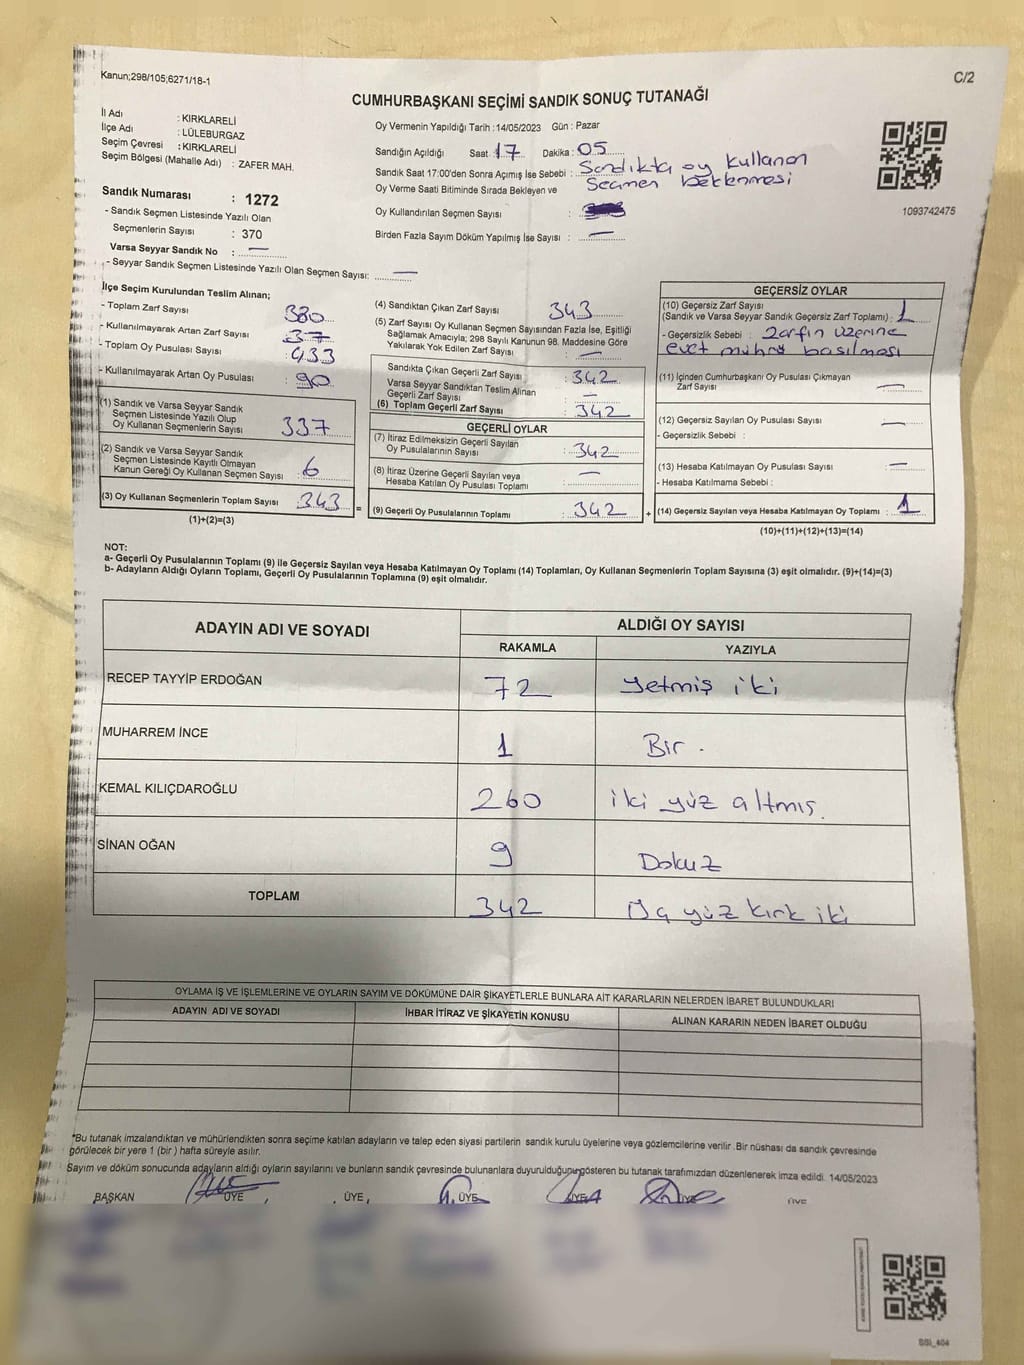 Kanun;298/105;6271/18-1
C/2
CUMHURBAŞKANI SEÇİMİ SANDIK SONUÇ TUTANAĞI
İl Adı : KIRKLARELİ
İlçe Adı : LÜLEBURGAZ
Seçim Çevresi : KIRKLARELİ
Seçim Bölgesi (Mahalle Adı) : ZAFER MAH.
Sandık Numarası : 1272
- Sandık Seçmen Listesinde Yazılı Olan
Seçmenlerin Sayısı : 370
Varsa Seyyar Sandık No : —
- Seyyar Sandık Seçmen Listesinde Yazılı Olan Seçmen Sayısı: —
Oy Vermenin Yapıldığı Tarih :14/05/2023 Gün : Pazar
Sandığın Açıldığı Saat : 17 Dakika : 05
Sandık Saat 17:00'den Sonra Açımış İse Sebebi : Sandıkta oy kullanan
Seçmen beklenmesi
Oy Verme Saati Bitiminde Sırada Bekleyen ve
Oy Kullandırılan Seçmen Sayısı :
Birden Fazla Sayım Döküm Yapılmış İse Sayısı : —
1093742475
İlçe Seçim Kurulundan Teslim Alınan;
- Toplam Zarf Sayısı : 380
- Kullanılmayarak Artan Zarf Sayısı : 37
- Toplam Oy Pusulası Sayısı : 433
- Kullanılmayarak Artan Oy Pusulası : 90
(1) Sandık ve Varsa Seyyar Sandık
Seçmen Listesinde Yazılı Olup
Oy Kullanan Seçmenlerin Sayısı : 337
(2) Sandık ve Varsa Seyyar Sandık
Seçmen Listesinde Kayıtlı Olmayan
Kanun Gereği Oy Kullanan Seçmen Sayısı : 6
(3) Oy Kullanan Seçmenlerin Toplam Sayısı : 343 =
(1)+(2)=(3)
(4) Sandıktan Çıkan Zarf Sayısı : 343
(5) Zarf Sayısı Oy Kullanan Seçmen Sayısından Fazla İse, Eşitliği
Sağlamak Amacıyla; 298 Sayılı Kanunun 98. Maddesine Göre
Yakılarak Yok Edilen Zarf Sayısı : —
Sandıkta Çıkan Geçerli Zarf Sayısı : 342
Varsa Seyyar Sandıktan Teslim Alınan
Geçerli Zarf Sayısı : —
(6) Toplam Geçerli Zarf Sayısı : 342
GEÇERLİ OYLAR
(7) İtiraz Edilmeksizin Geçerli Sayılan
Oy Pusulalarının Sayısı : 342
(8) İtiraz Üzerine Geçerli Sayılan veya
Hesaba Katılan Oy Pusulası Toplamı : —
(9) Geçerli Oy Pusulalarının Toplamı : 342 +
GEÇERSİZ OYLAR
(10) Geçersiz Zarf Sayısı
(Sandık ve Varsa Seyyar Sandık Geçersiz Zarf Toplamı) : 1
- Geçersizlik Sebebi : zarfın üzerine
evet mührü basılması
(11) İçinden Cumhurbaşkanı Oy Pusulası Çıkmayan
Zarf Sayısı : —
(12) Geçersiz Sayılan Oy Pusulası Sayısı : —
- Geçersizlik Sebebi :
(13) Hesaba Katılmayan Oy Pusulası Sayısı : —
- Hesaba Katılmama Sebebi :
(14) Geçersiz Sayılan veya Hesaba Katılmayan Oy Toplamı : 1
(10)+(11)+(12)+(13)=(14)
NOT:
a- Geçerli Oy Pusulalarının Toplamı (9) ile Geçersiz Sayılan veya Hesaba Katılmayan Oy Toplamı (14) Toplamları, Oy Kullanan Seçmenlerin Toplam Sayısına (3) eşit olmalıdır. (9)+(14)=(3)
b- Adayların Aldığı Oyların Toplamı, Geçerli Oy Pusulalarının Toplamına (9) eşit olmalıdır.
ADAYIN ADI VE SOYADI
ALDIĞI OY SAYISI
RAKAMLA YAZIYLA
RECEP TAYYİP ERDOĞAN 72 yetmiş iki
MUHARREM İNCE 1 Bir .
KEMAL KILIÇDAROĞLU 260 iki yüz altmış
SİNAN OĞAN 9 Dokuz
TOPLAM 342 Üç yüz kırk iki
OYLAMA İŞ VE İŞLEMLERİNE VE OYLARIN SAYIM VE DÖKÜMÜNE DAİR ŞİKAYETLERLE BUNLARA AİT KARARLARIN NELERDEN İBARET BULUNDUKLARI
ADAYIN ADI VE SOYADI İHBAR İTİRAZ VE ŞİKAYETİN KONUSU ALINAN KARARIN NEDEN İBARET OLDUĞU
*Bu tutanak imzalandıktan ve mühürlendikten sonra seçime katılan adayların ve talep eden siyasi partilerin sandık kurulu üyelerine veya gözlemcilerine verilir .Bir nüshası da sandık çevresinde
görülecek bir yere 1 (bir ) hafta süreyle asılır.
Sayım ve döküm sonucunda adayların aldığı oyların sayılarını ve bunların sandık çevresinde bulunanlara duyurulduğunu gösteren bu tutanak tarafımızdan düzenlenerek imza edildi. 14/05/2023
BAŞKAN ÜYE ÜYE ÜYE ÜYE ÜYE ÜYE
SSI_404